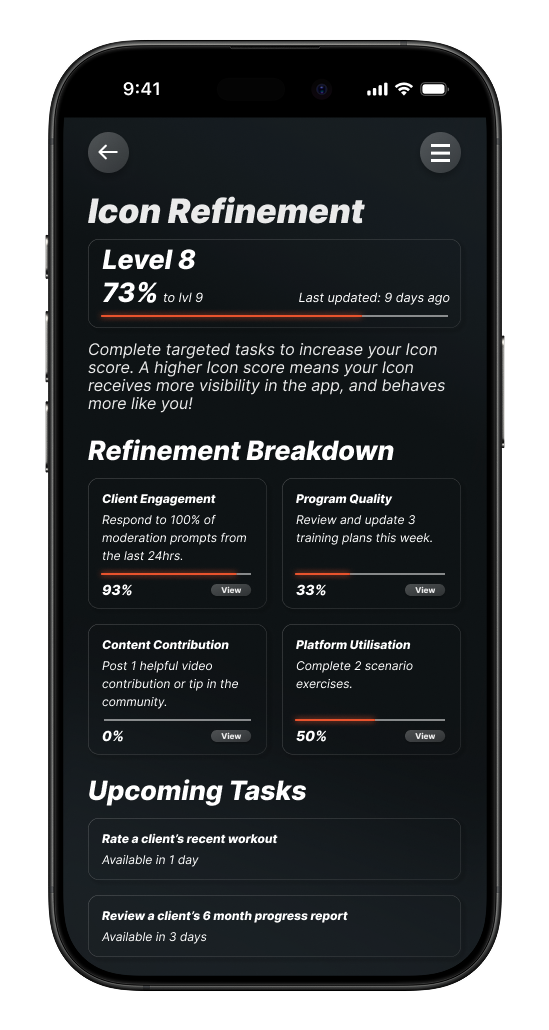 9:41
Icon Refinement
Level 8
73% to lvl 9
Last updated: 9 days ago
Complete targeted tasks to increase your Icon
score. A higher Icon score means your Icon
receives more visibility in the app, and behaves
more like you!
Refinement Breakdown
Client Engagement
Respond to 100% of
moderation prompts from
the last 24hrs.
93%
View
Program Quality
Review and update 3
training plans this week.
33%
View
Content Contribution
Post 1 helpful video
contribution or tip in the
community.
0%
View
Platform Utilisation
Complete 2 scenario
exercises.
50%
View
Upcoming Tasks
Rate a client’s recent workout
Available in 1 day
Review a client’s 6 month progress report
Available in 3 days